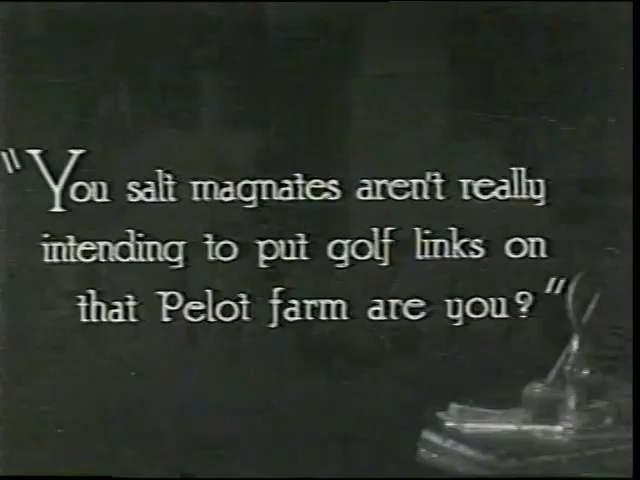 "You salt magnates aren't really
intending to put golf links on
that Pelot farm are you?"